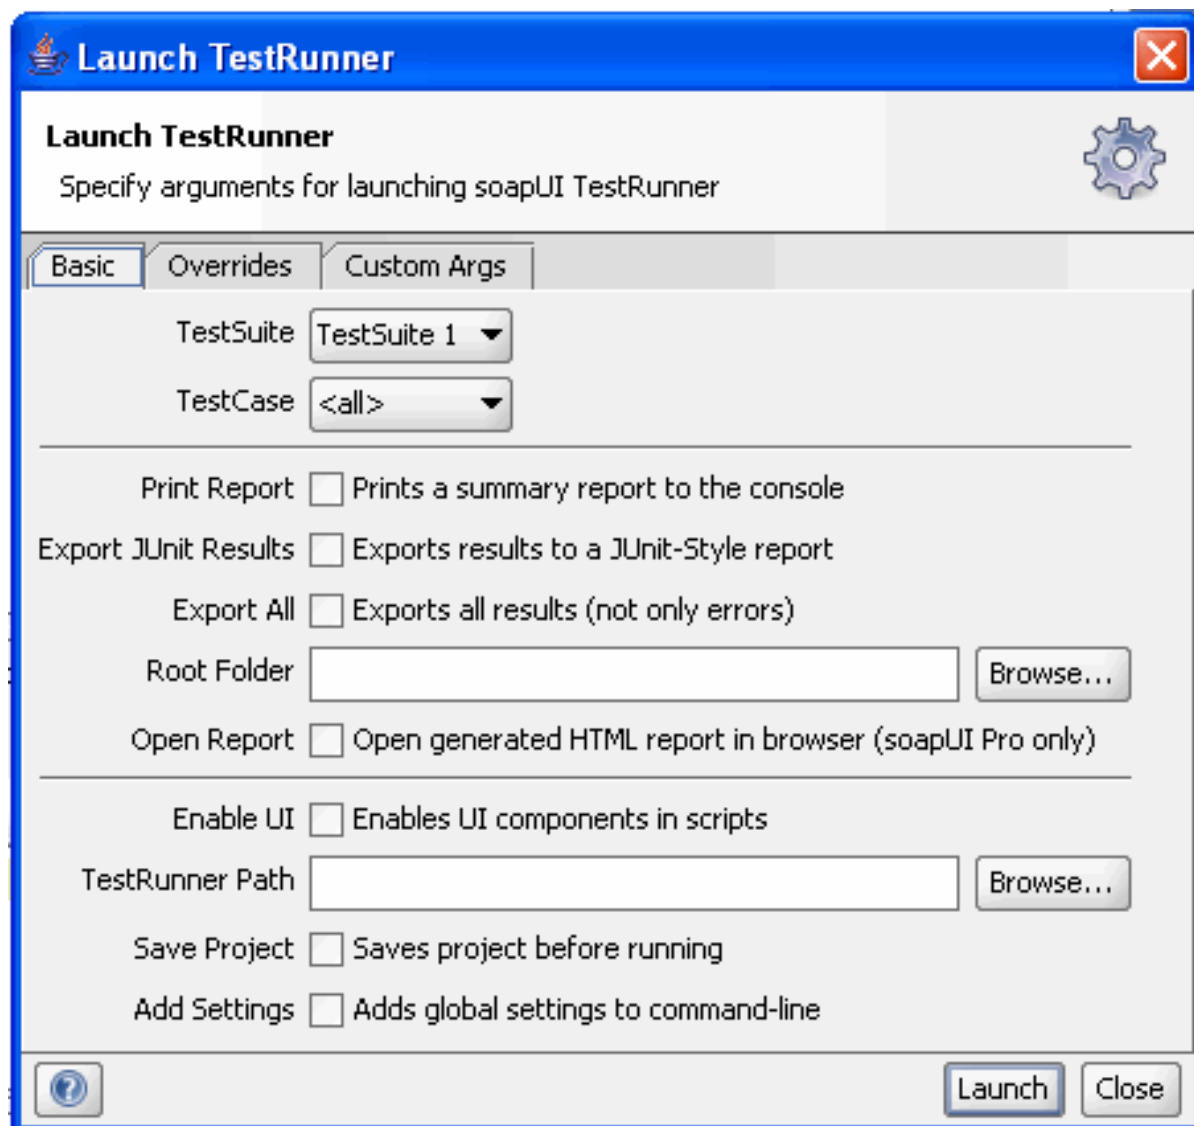 Launch TestRunner
Launch TestRunner
Specify arguments for launching soapUI TestRunner
Basic Overrides Custom Args
TestSuite TestSuite 1
TestCase <all>
Print Report Prints a summary report to the console
Export JUnit Results Exports results to a JUnit-Style report
Export All Exports all results (not only errors)
Root Folder Browse...
Open Report Open generated HTML report in browser (soapUI Pro only)
Enable UI Enables UI components in scripts
TestRunner Path Browse...
Save Project Saves project before running
Add Settings Adds global settings to command-line
? Launch Close